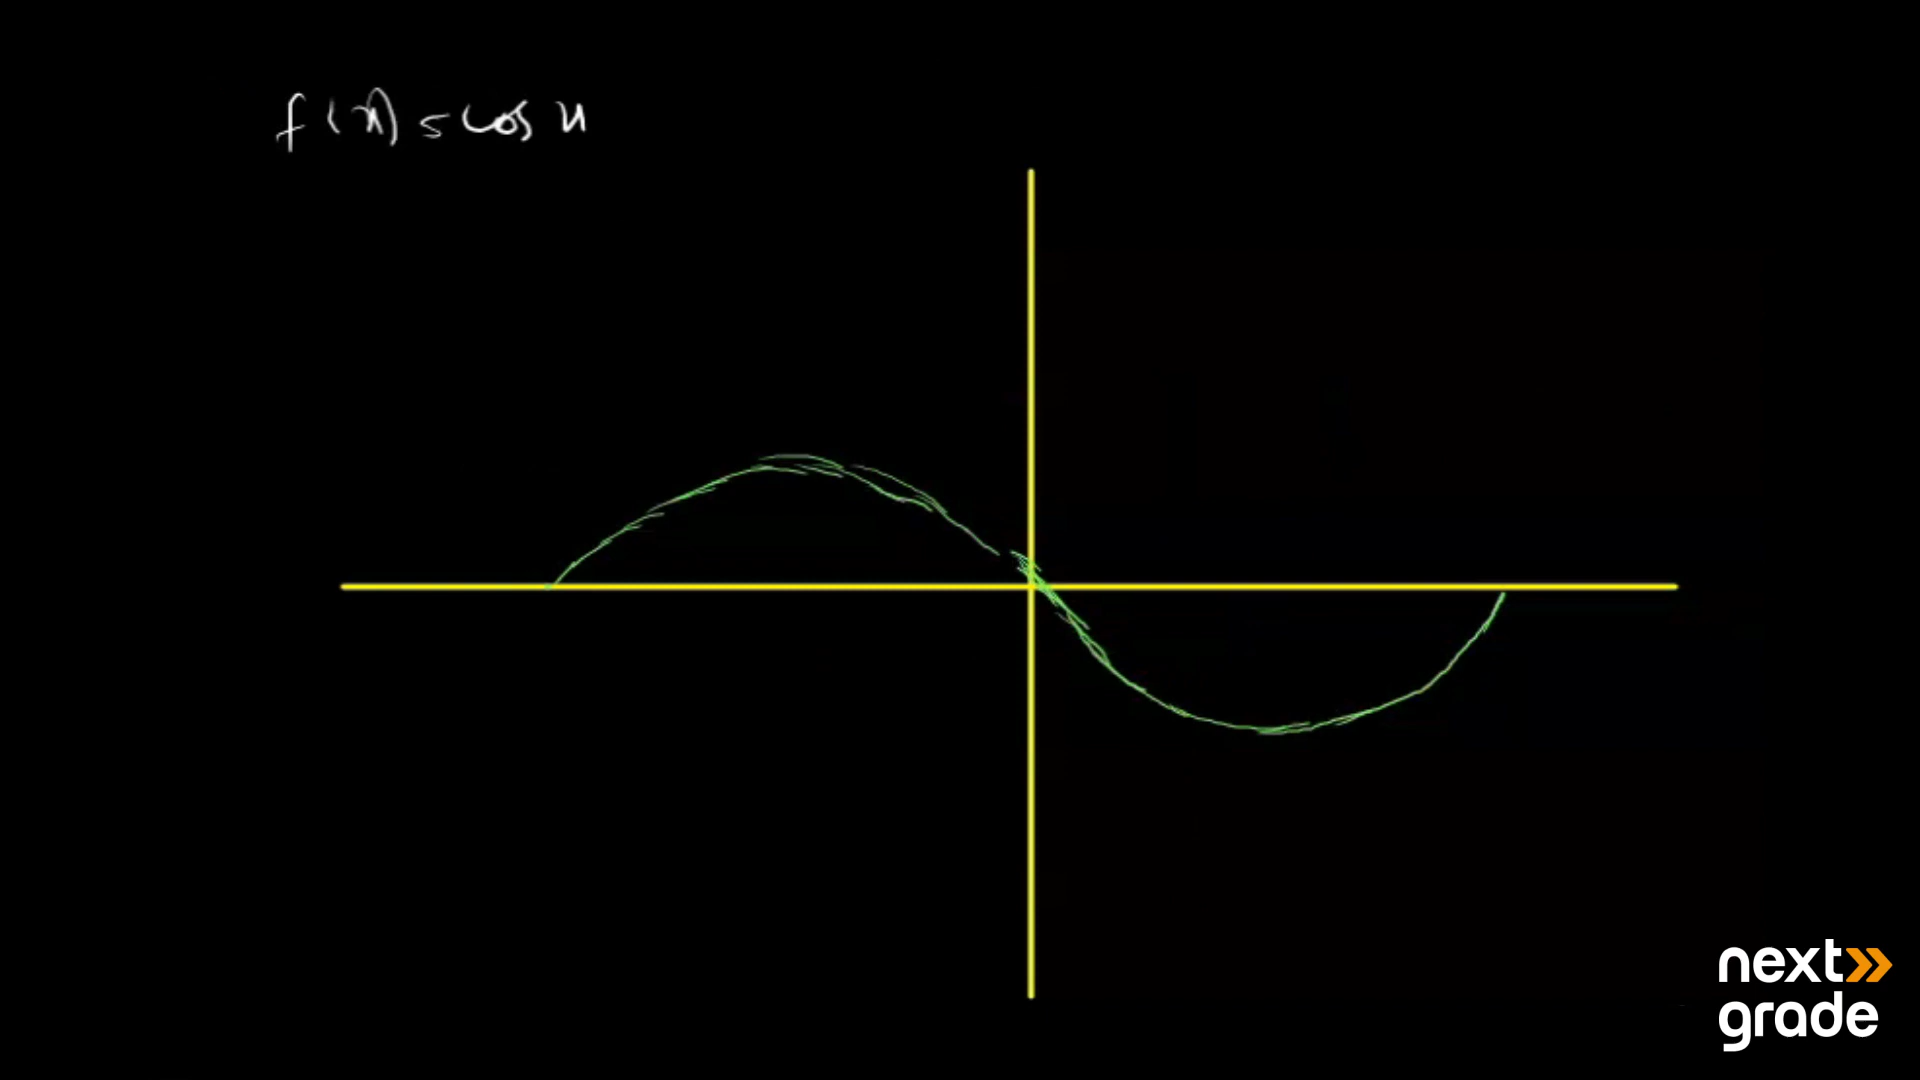 f(x) = cos x
next
grade